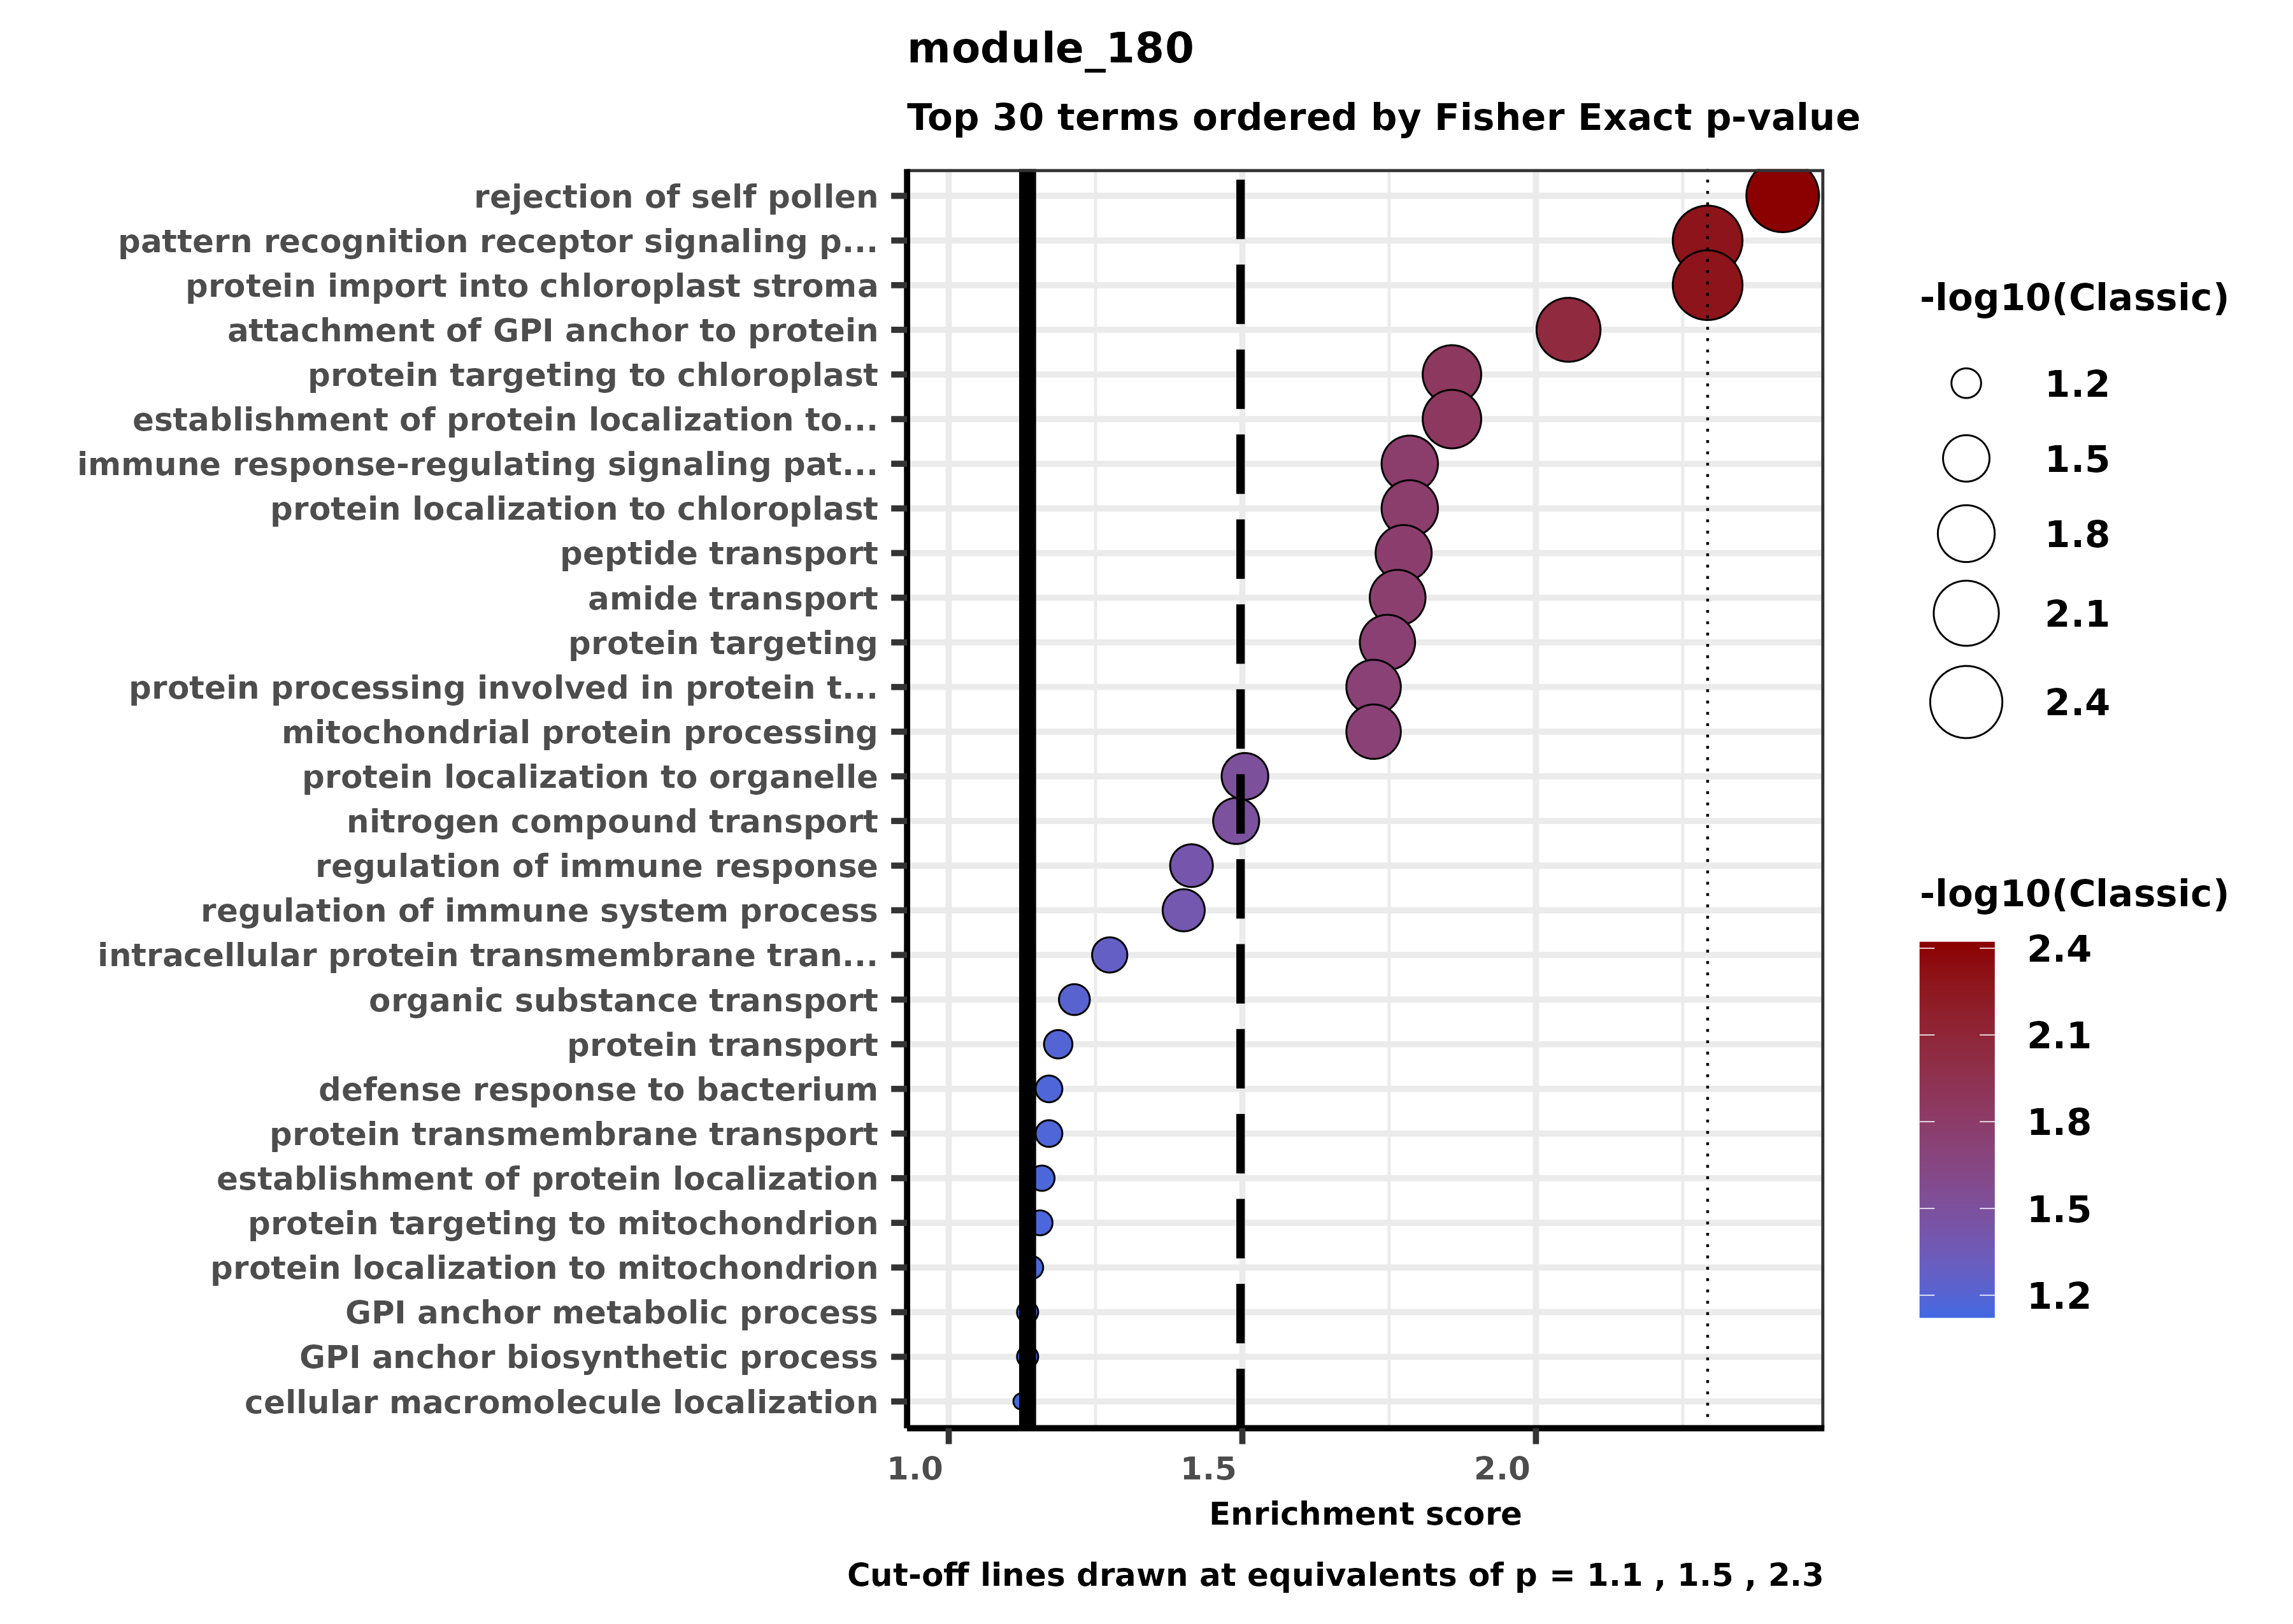 module_180
Top 30 terms ordered by Fisher Exact p-value
rejection of self pollen
pattern recognition receptor signaling p...
protein import into chloroplast stroma
attachment of GPI anchor to protein
protein targeting to chloroplast
establishment of protein localization to...
immune response-regulating signaling pat...
protein localization to chloroplast
peptide transport
amide transport
protein targeting
protein processing involved in protein t...
mitochondrial protein processing
protein localization to organelle
nitrogen compound transport
regulation of immune response
regulation of immune system process
intracellular protein transmembrane tran...
organic substance transport
protein transport
defense response to bacterium
protein transmembrane transport
establishment of protein localization
protein targeting to mitochondrion
protein localization to mitochondrion
GPI anchor metabolic process
GPI anchor biosynthetic process
cellular macromolecule localization
1.0 1.5 2.0
Enrichment score
Cut-off lines drawn at equivalents of p = 1.1 , 1.5 , 2.3
-log10(Classic)
1.2
1.5
1.8
2.1
2.4
-log10(Classic)
2.4
2.1
1.8
1.5
1.2